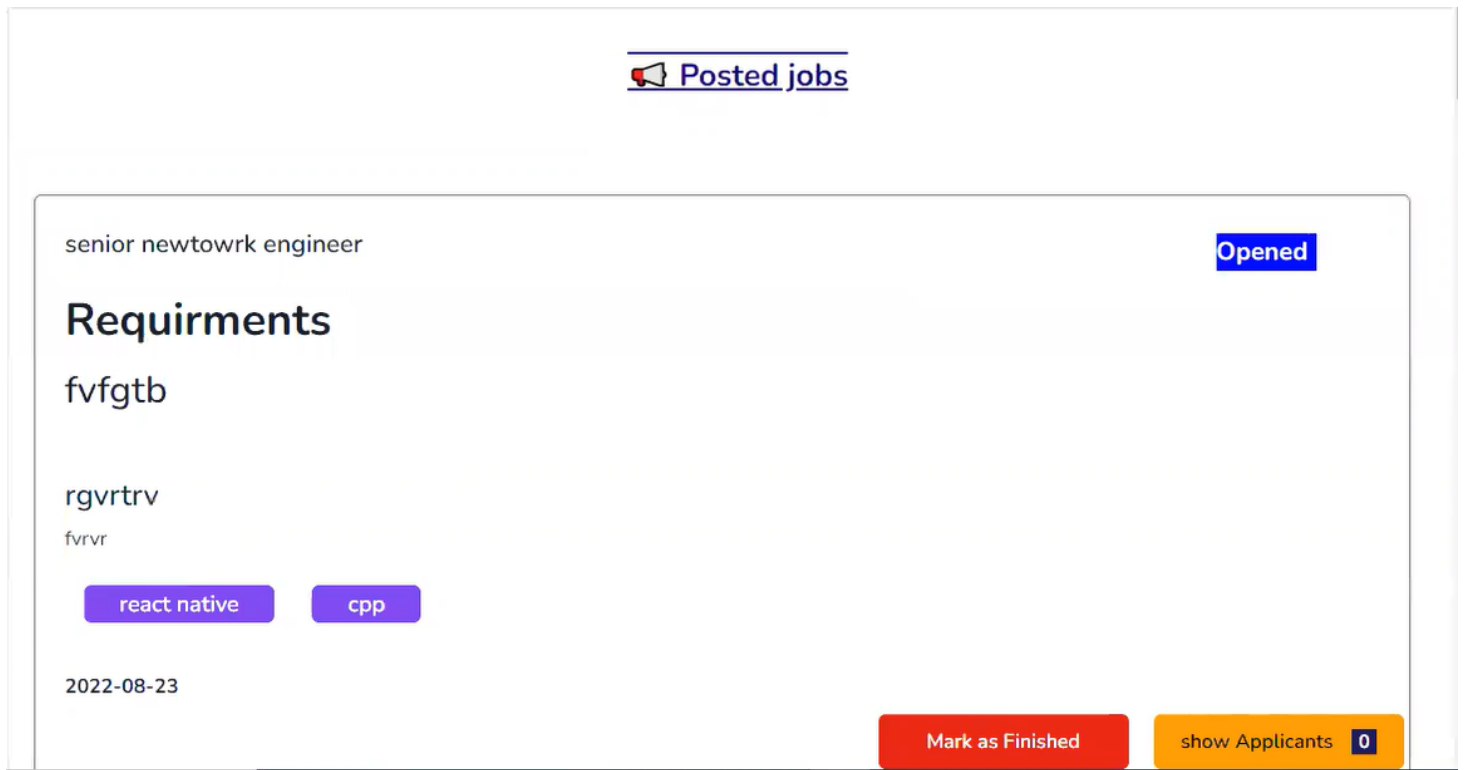 Posted jobs
senior newtowrk engineer
Opened
Requirments
fvfgtb
rgvrtrv
fvrvr
react native cpp
2022-08-23
Mark as Finished show Applicants 0